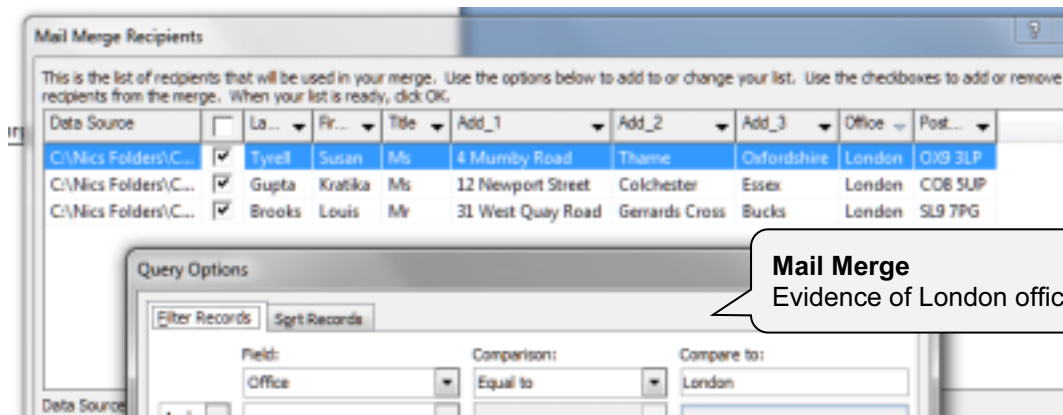 Mail Merge Recipients
This is the list of recipients that will be used in your merge. Use the options below to add to or change your list. Use the checkboxes to add or remove
recipients from the merge. When your list is ready, click OK.
Data Source La... Fir... Title Add_1 Add_2 Add_3 Office Post...
C:\Nics Folders\C... Tyrell Susan Ms 4 Mumby Road Thame Oxfordshire London OX9 3LP
C:\Nics Folders\C... Gupta Kratika Ms 12 Newport Street Colchester Essex London CO8 5UP
C:\Nics Folders\C... Brooks Louis Mr 31 West Quay Road Gerrards Cross Bucks London SL9 7PG
Query Options
Mail Merge
Evidence of London offic
Filter Records Sort Records
Field: Comparison: Compare to:
Office Equal to London
Data Source